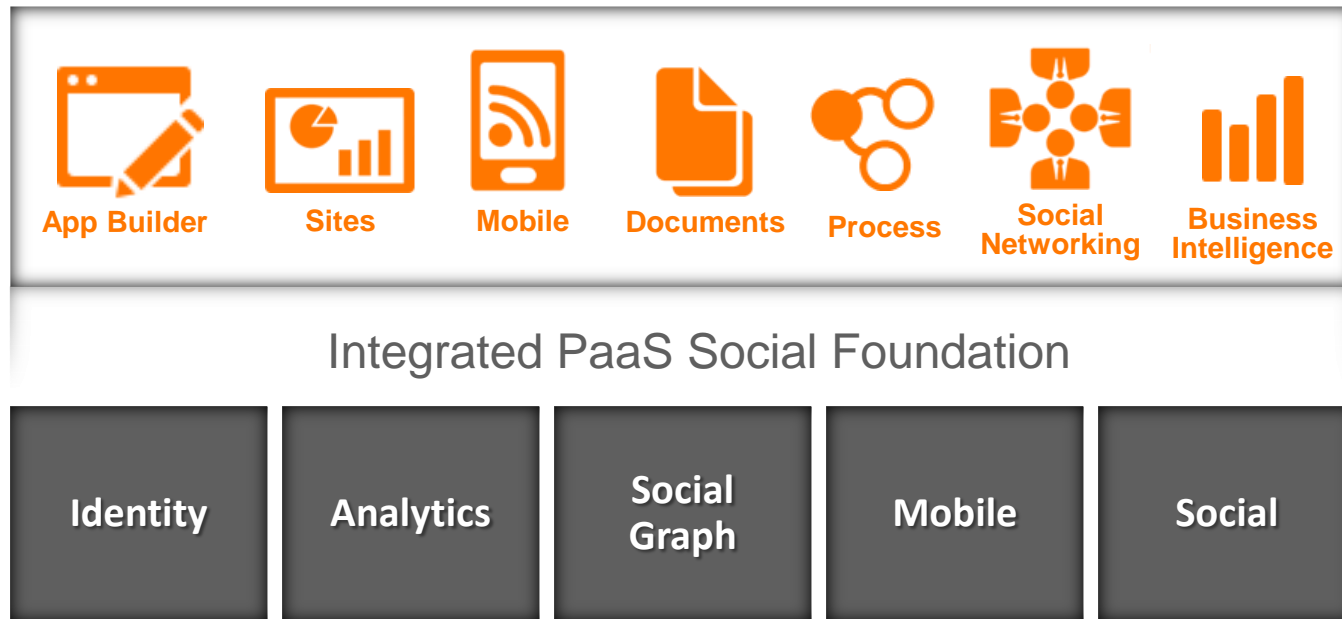 App Builder
Sites
Mobile
Documents
Process
Social
Networking
Business
Intelligence
Integrated PaaS Social Foundation
Identity
Analytics
Social
Graph
Mobile
Social